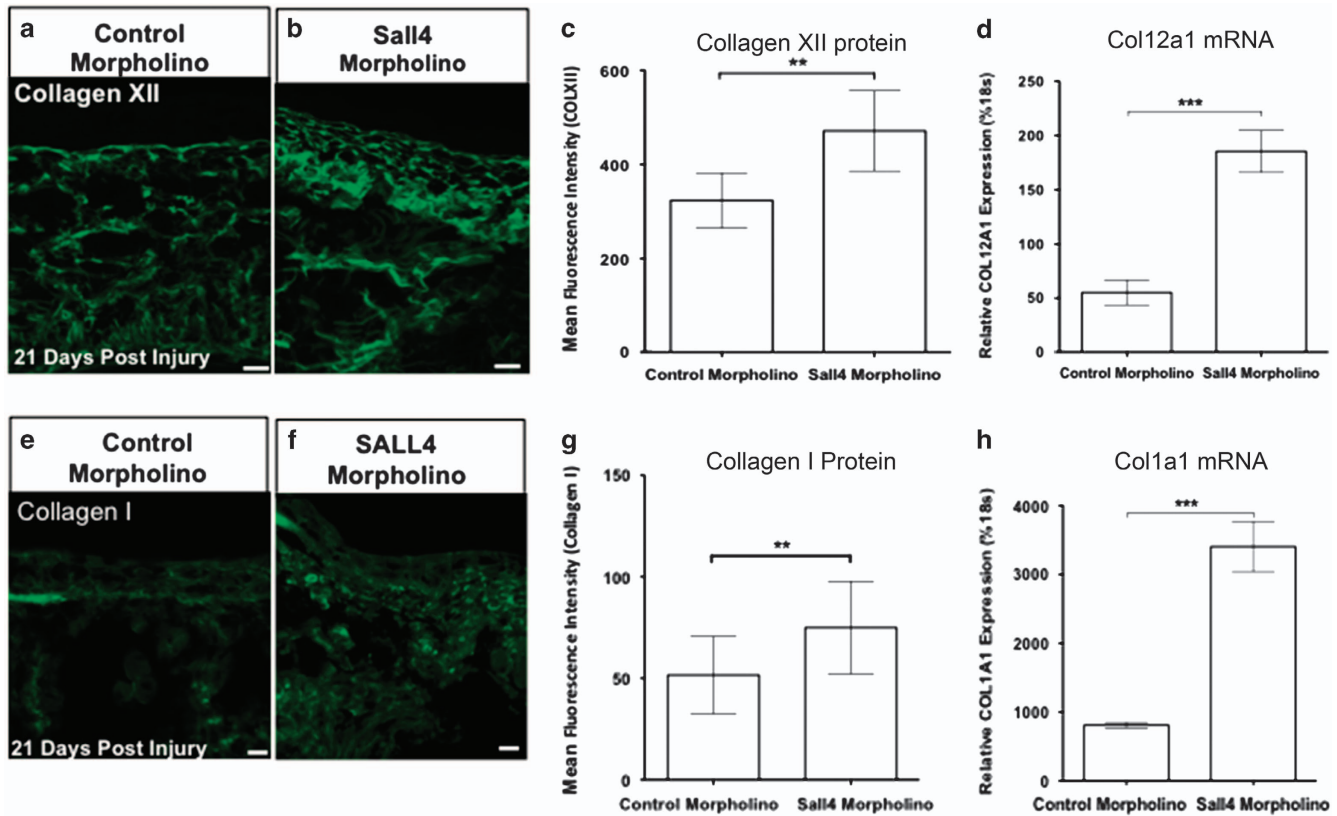 a
Control
Morpholino
Collagen XII
21 Days Post Injury
b
Sall4
Morpholino
c
Collagen XII protein
**
Mean Fluorescence Intensity (COLXII)
600
400
200
0
Control Morpholino
Sall4 Morpholino
d
Col12a1 mRNA
***
Relative COL12A1 Expression (%18s)
250
200
150
100
50
0
Control Morpholino
Sall4 Morpholino
e
Control
Morpholino
Collagen I
21 Days Post Injury
f
SALL4
Morpholino
g
Collagen I Protein
**
Mean Fluorescence Intensity (Collagen I)
150
100
50
0
Control Morpholino
Sall4 Morpholino
h
Col1a1 mRNA
***
Relative COL1A1 Expression (%18s)
4000
3000
2000
1000
0
Control Morpholino
Sall4 Morpholino